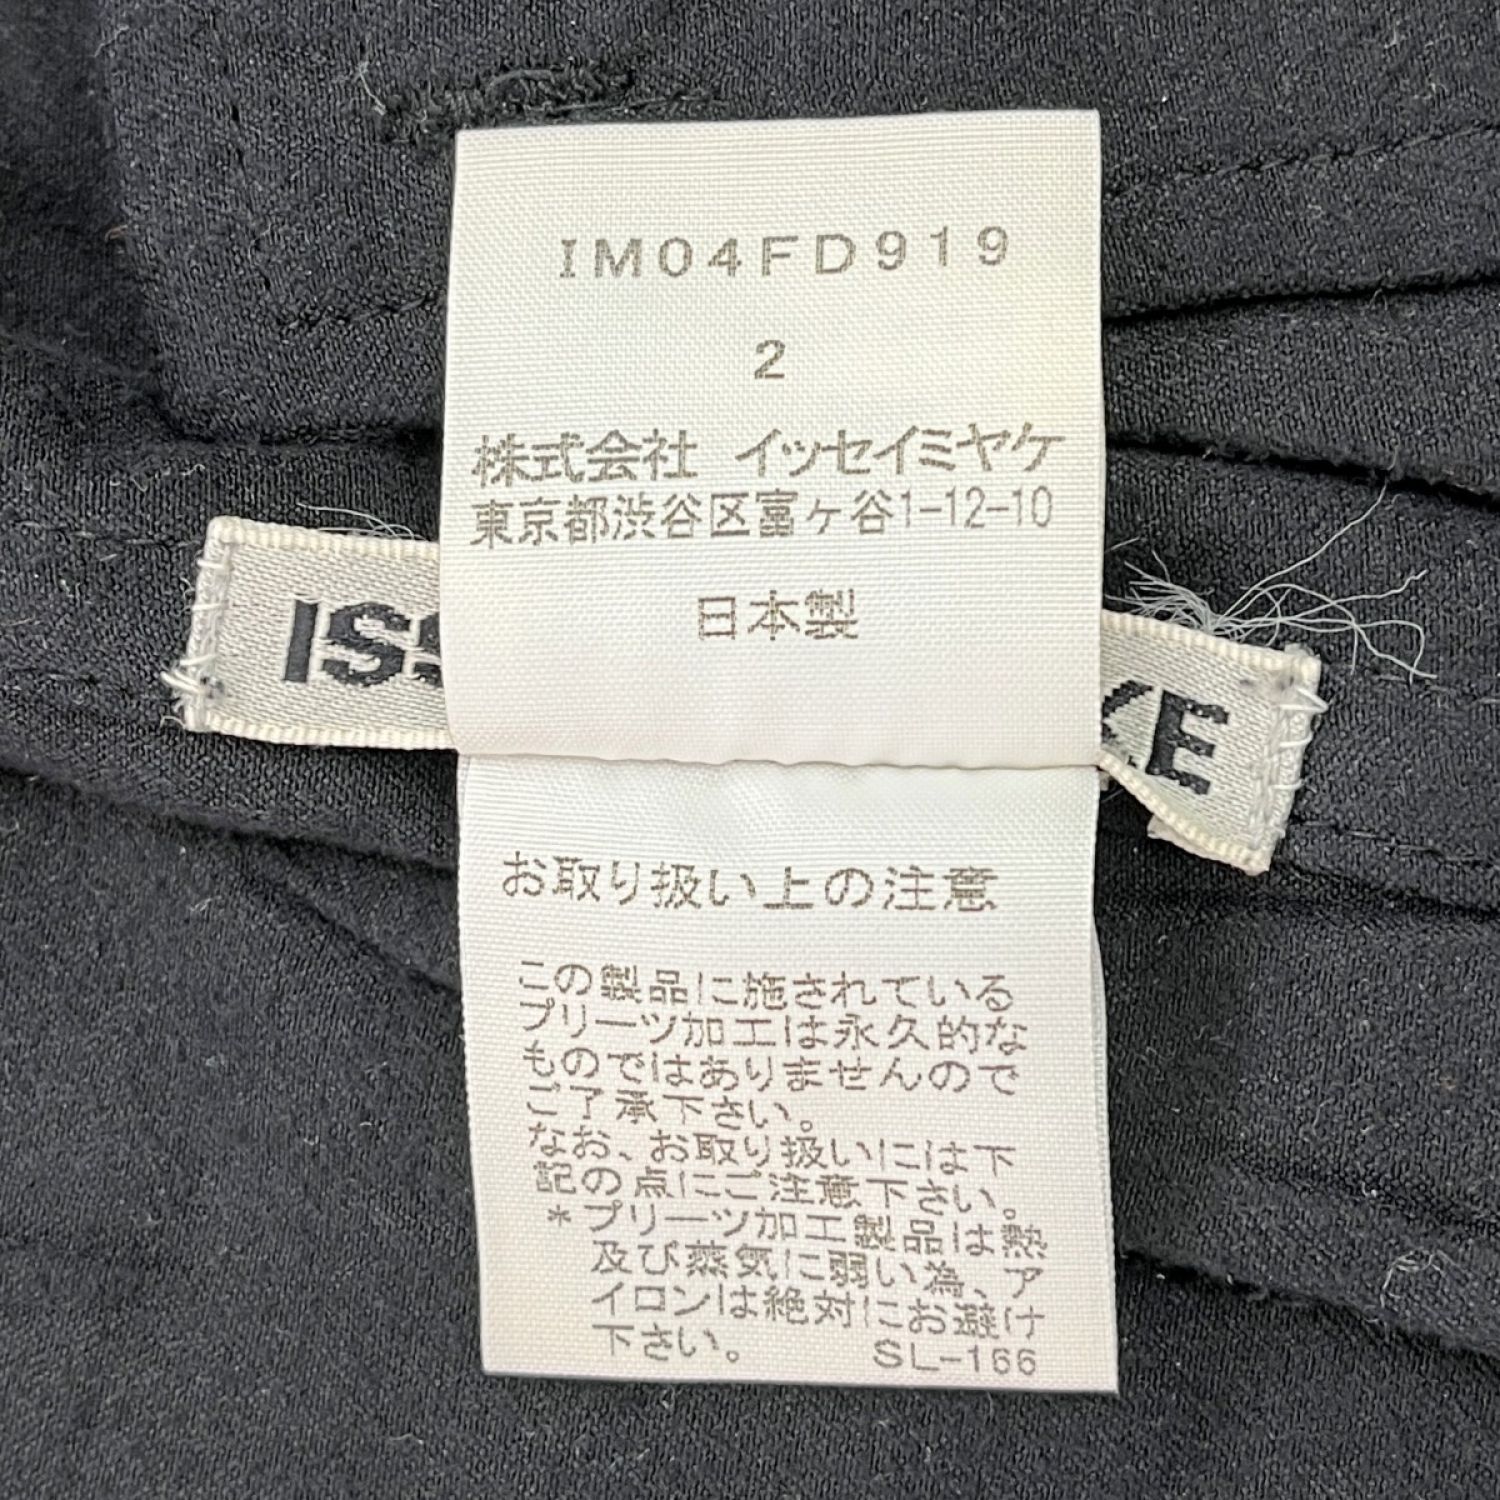 IM04FD919
2
株式会社 イッセイミヤケ
東京都渋谷区富ヶ谷1-12-10
日本製
ISS
KE
お取り扱い上の注意
この製品に施されている
プリーツ加工は永久的な
ものではありませんので
ご了承下さい。
なお、お取り扱いには下
記の点にご注意下さい。
*プリーツ加工製品は熱
及び蒸気に弱い為、ア
イロンは絶対にお避け
下さい。 SL-166